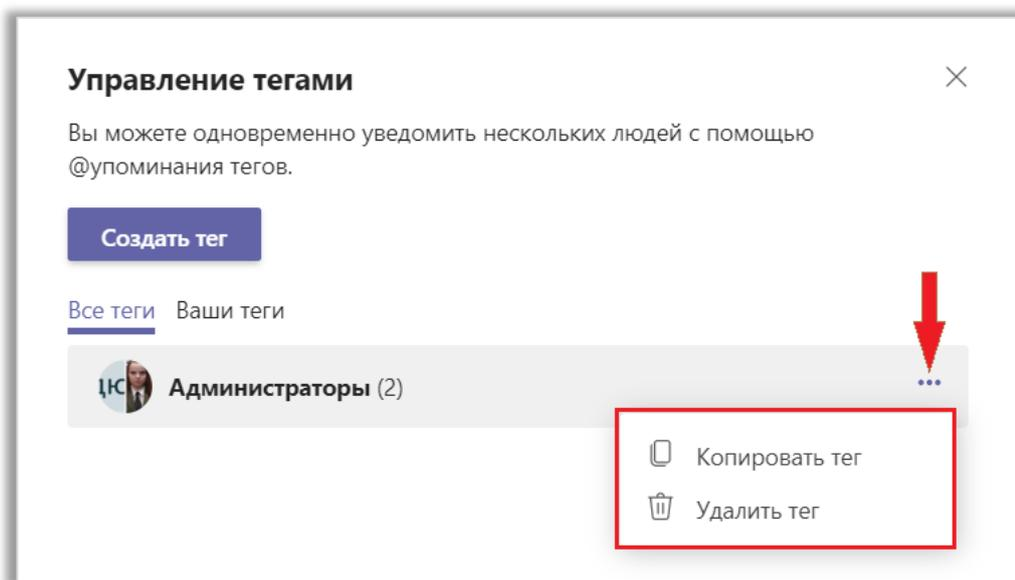 Управление тегами
Вы можете одновременно уведомить нескольких людей с помощью
@упоминания тегов.
Создать тег
Все теги Ваши теги
Администраторы (2)
Копировать тег
Удалить тег